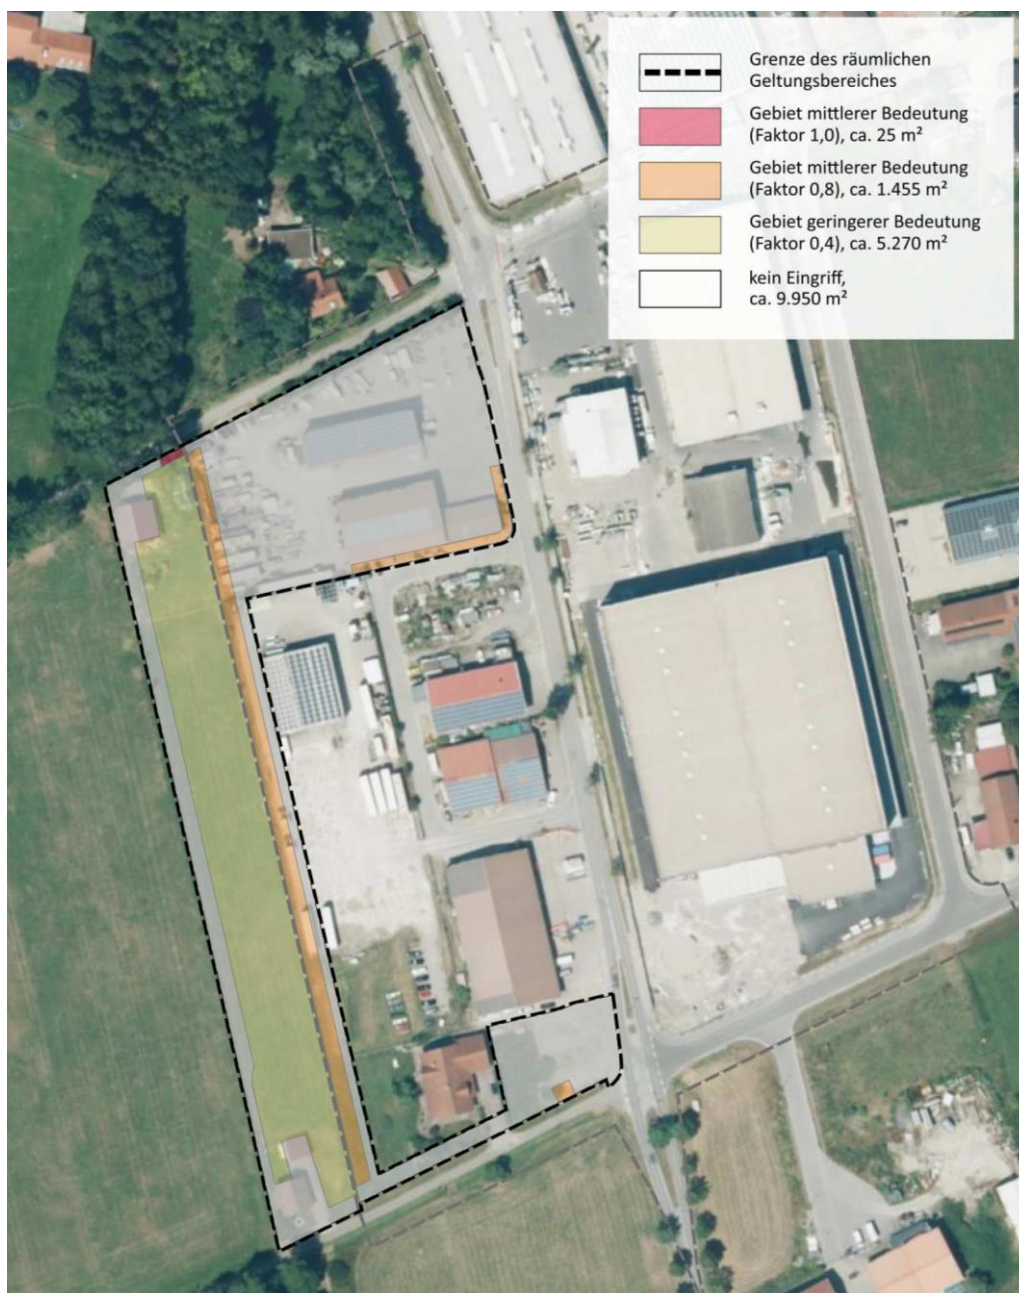 Grenze des räumlichen
Geltungsbereiches
Gebiet mittlerer Bedeutung
(Faktor 1,0), ca. 25 m²
Gebiet mittlerer Bedeutung
(Faktor 0,8), ca. 1.455 m²
Gebiet geringerer Bedeutung
(Faktor 0,4), ca. 5.270 m²
kein Eingriff,
ca. 9.950 m²